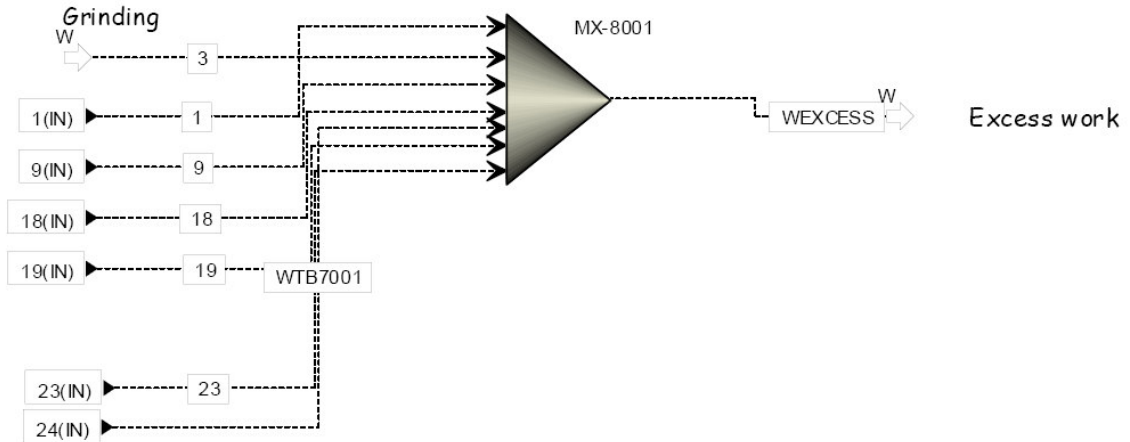 Grinding
MX-8001
W
3
1(IN)
1
W
WEXCESS
Excess work
9(IN)
9
18(IN)
18
19(IN)
19
WTB7001
23(IN)
23
24(IN)